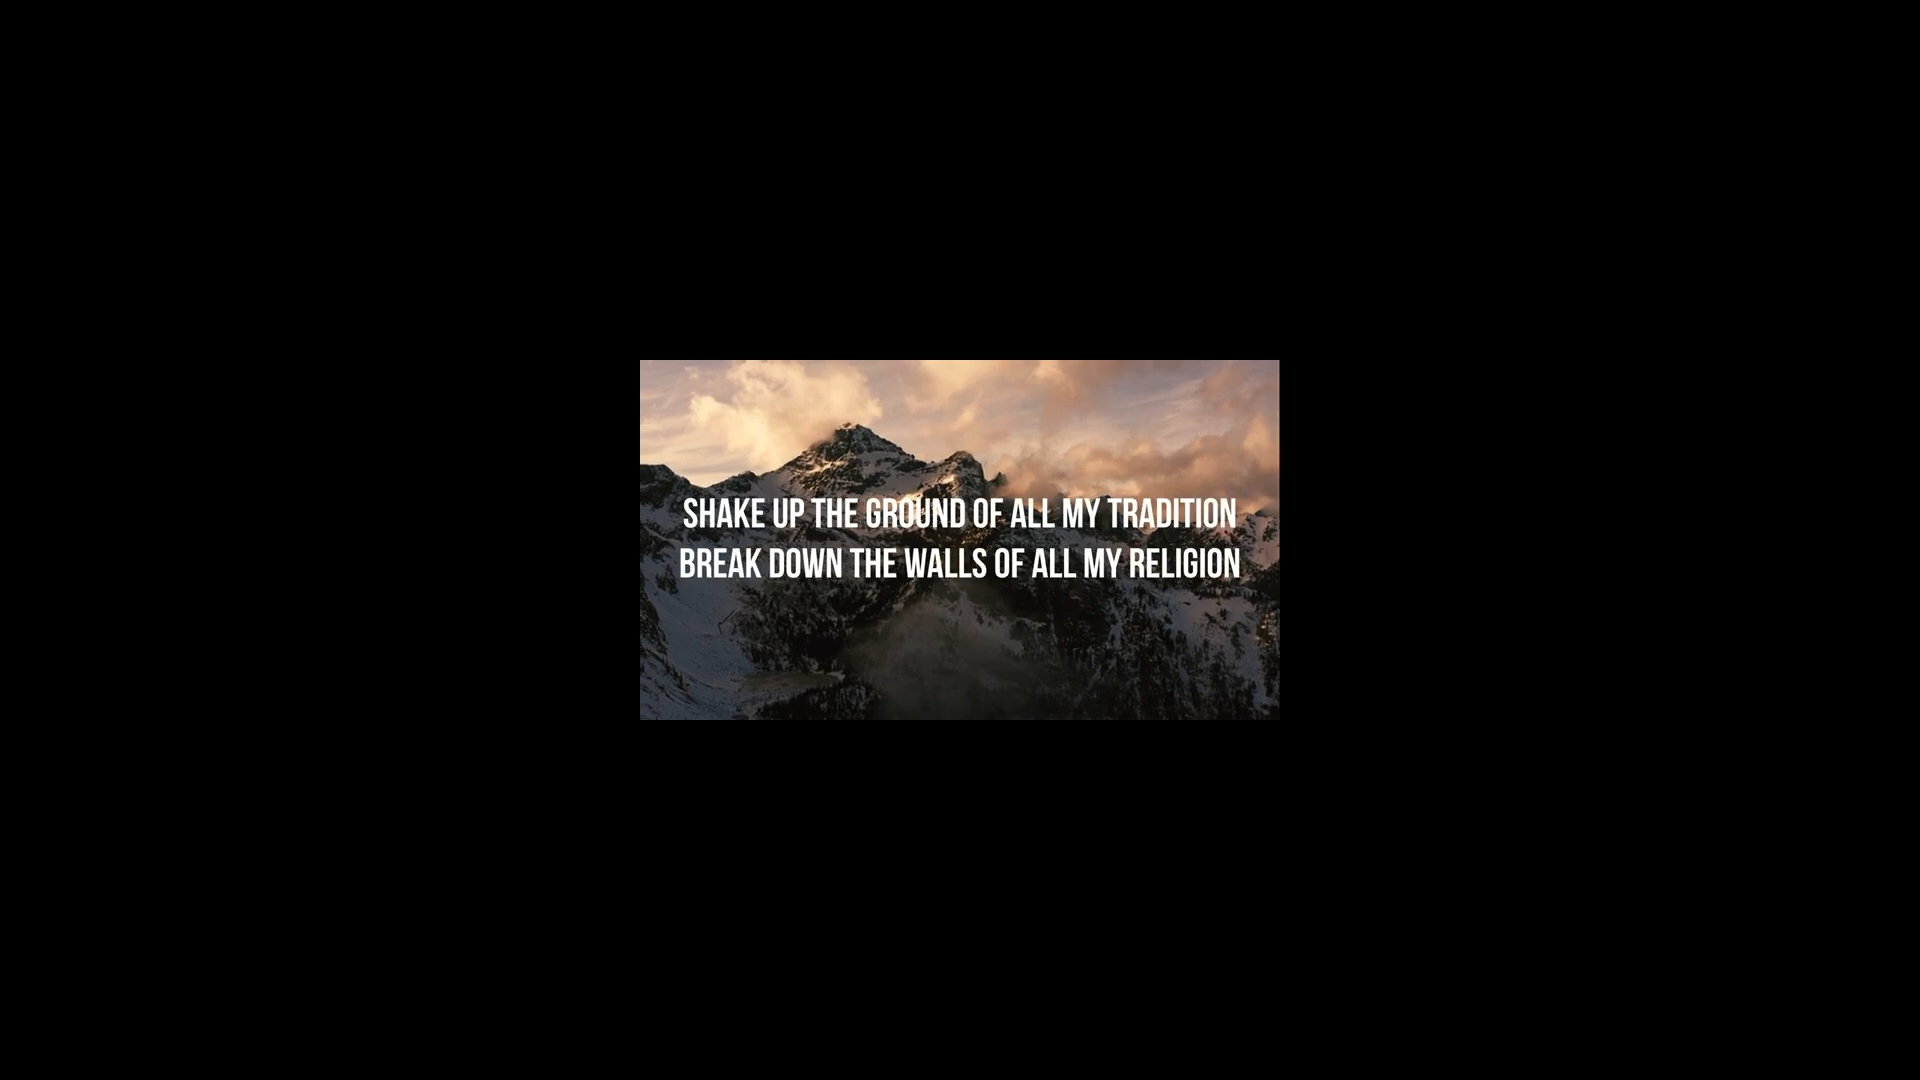 SHAKE UP THE GROUND OF ALL MY TRADITION
BREAK DOWN THE WALLS OF ALL MY RELIGION